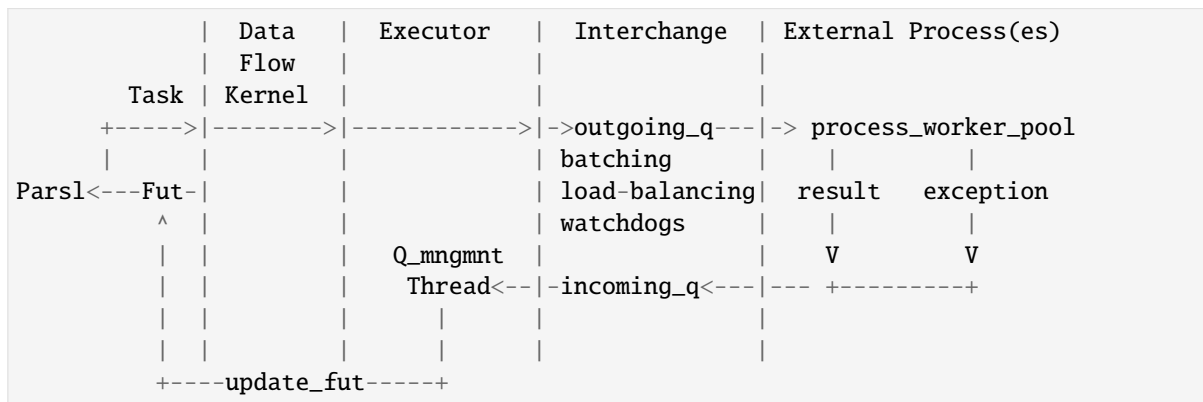 |  Data   |  Executor   |  Interchange  | External Process(es)
              |  Flow   |             |               |
         Task | Kernel  |             |               |
       +----->|-------->|------------>|->outgoing_q---|-> process_worker_pool
       |      |         |             | batching      |    |         |
 Parsl<---Fut-|         |             | load-balancing|  result   exception
           ^  |         |             | watchdogs     |    |         |
           |  |         |   Q_mngmnt  |               |    V         V
           |  |         |    Thread<--|-incoming_q<---|--- +---------+
           |  |         |      |      |               |
           |  |         |      |      |               |
           +----update_fut-----+